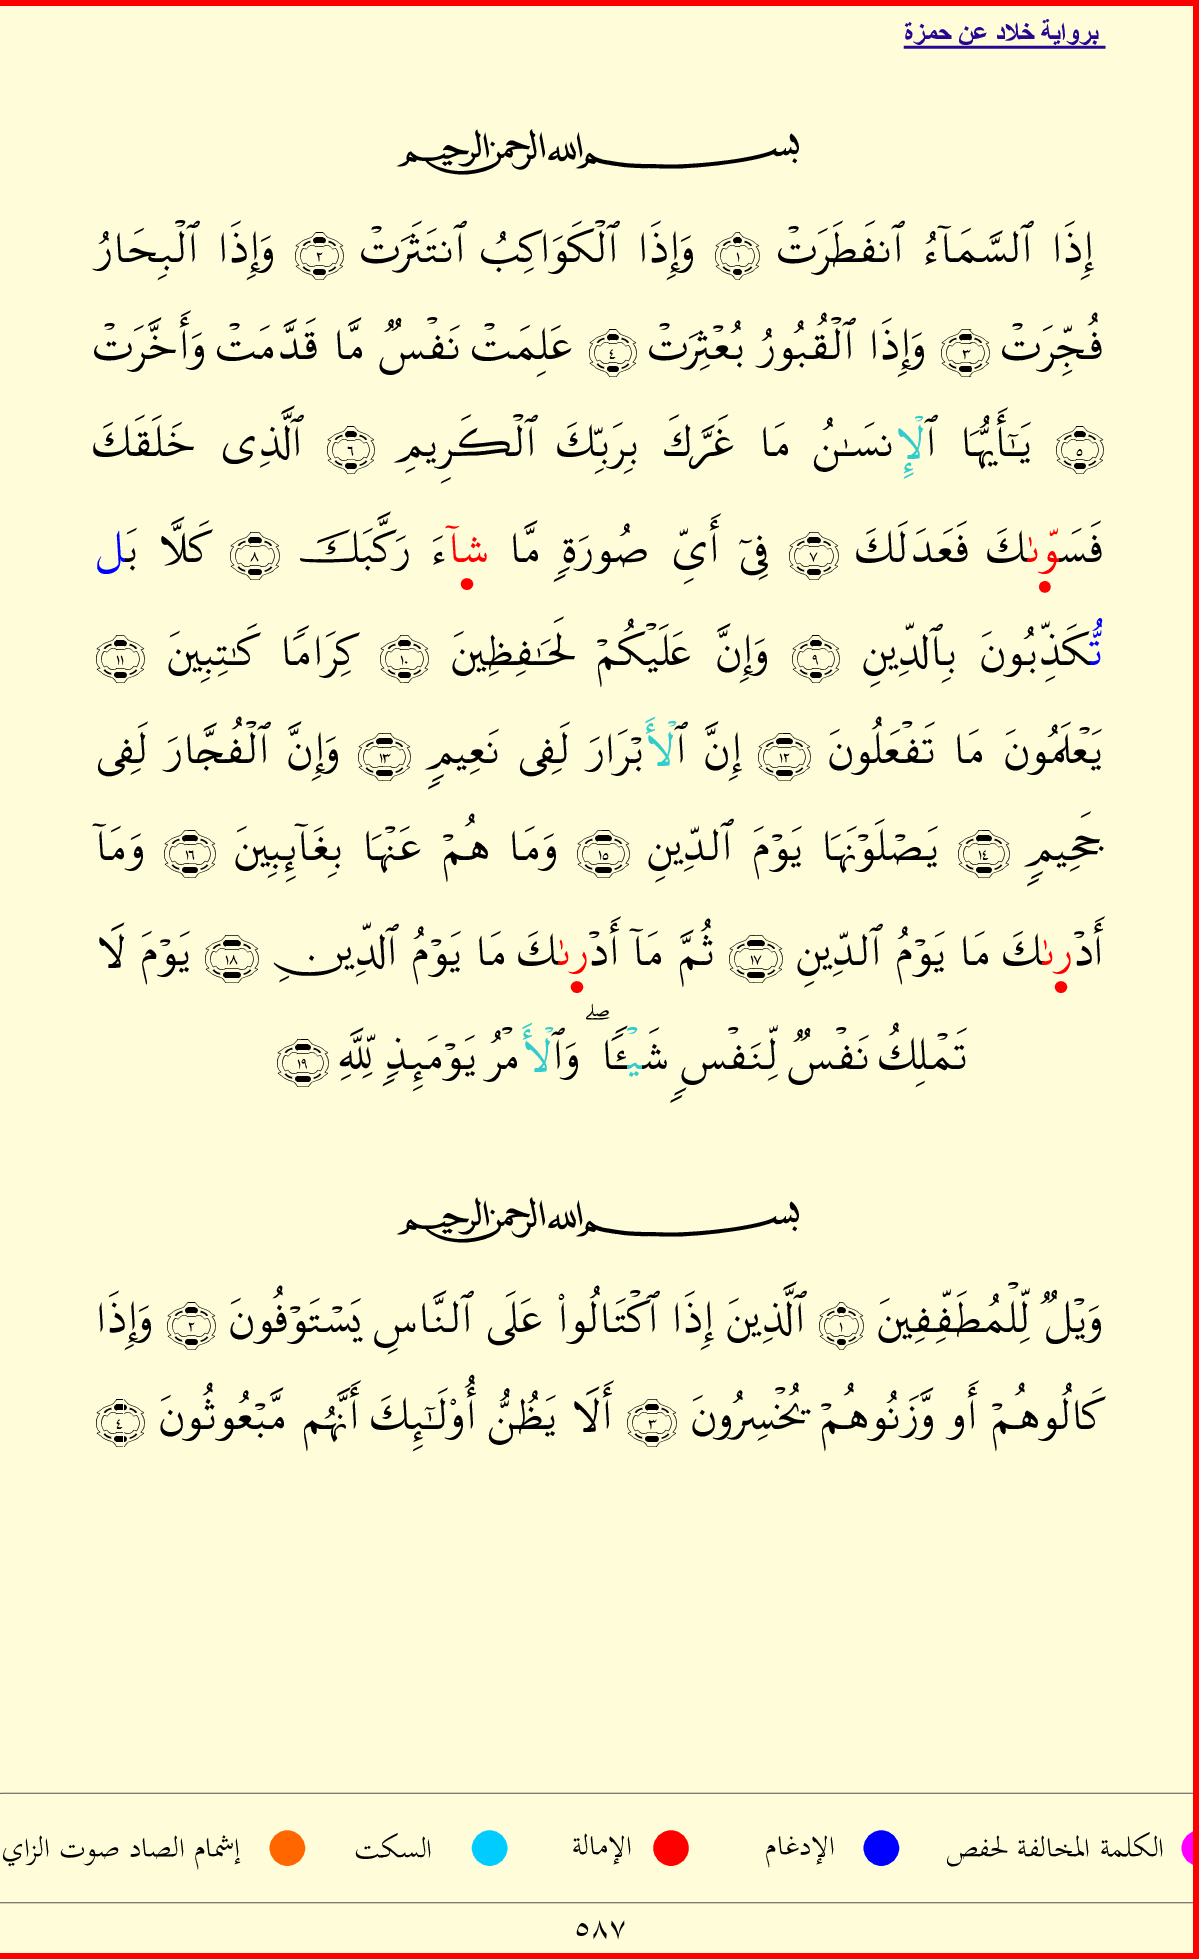 برواية خلاد عن حمزة
بسم الله الرحمن الرحيم
إِذَا ٱلسَّمَآءُ ٱنفَطَرَتْ ١ وَإِذَا ٱلْكَوَاكِبُ ٱنتَثَرَتْ ٢ وَإِذَا ٱلْبِحَارُ
فُجِّرَتْ ٣ وَإِذَا ٱلْقُبُورُ بُعْثِرَتْ ٤ عَلِمَتْ نَفْسٌ مَّا قَدَّمَتْ وَأَخَّرَتْ
٥ يَـٰٓأَيُّهَا ٱلْإِنسَـٰنُ مَا غَرَّكَ بِرَبِّكَ ٱلْكَرِيمِ ٦ ٱلَّذِى خَلَقَكَ
فَسَوّىٰكَ فَعَدَلَكَ ٧ فِىٓ أَىِّ صُورَةٍ مَّا شآءَ رَكَّبَكَ ٨ كَلَّا بَل
تُّكَذِّبُونَ بِٱلدِّينِ ٩ وَإِنَّ عَلَيْكُمْ لَحَـٰفِظِينَ ١٠ كِرَامًا كَـٰتِبِينَ ١١
يَعْلَمُونَ مَا تَفْعَلُونَ ١٢ إِنَّ ٱلْأَبْرَارَ لَفِى نَعِيمٍ ١٣ وَإِنَّ ٱلْفُجَّارَ لَفِى
جَحِيمٍ ١٤ يَصْلَوْنَهَا يَوْمَ ٱلدِّينِ ١٥ وَمَا هُمْ عَنْهَا بِغَآئِبِينَ ١٦ وَمَآ
أَدْرىٰكَ مَا يَوْمُ ٱلدِّينِ ١٧ ثُمَّ مَآ أَدْرىٰكَ مَا يَوْمُ ٱلدِّينِ ١٨ يَوْمَ لَا
تَمْلِكُ نَفْسٌ لِّنَفْسٍ شَيْـًٔا ۖ وَٱلْأَمْرُ يَوْمَئِذٍ لِّلَّهِ ١٩
بسم الله الرحمن الرحيم
وَيْلٌ لِّلْمُطَفِّفِينَ ١ ٱلَّذِينَ إِذَا ٱكْتَالُوا۟ عَلَى ٱلنَّاسِ يَسْتَوْفُونَ ٢ وَإِذَا
كَالُوهُمْ أَو وَّزَنُوهُمْ يُخْسِرُونَ ٣ أَلَا يَظُنُّ أُو۟لَـٰٓئِكَ أَنَّهُم مَّبْعُوثُونَ ٤
الكلمة المخالفة لحفص الإدغام الإمالة السكت إشمام الصاد صوت الزاي
٥٨٧